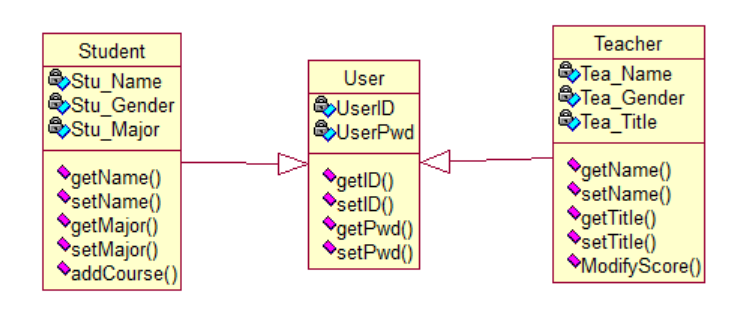 Student
Stu_Name
Stu_Gender
Stu_Major
getName()
setName()
getMajor()
setMajor()
addCourse()
User
UserID
UserPwd
getID()
setID()
getPwd()
setPwd()
Teacher
Tea_Name
Tea_Gender
Tea_Title
getName()
setName()
getTitle()
setTitle()
ModifyScore()